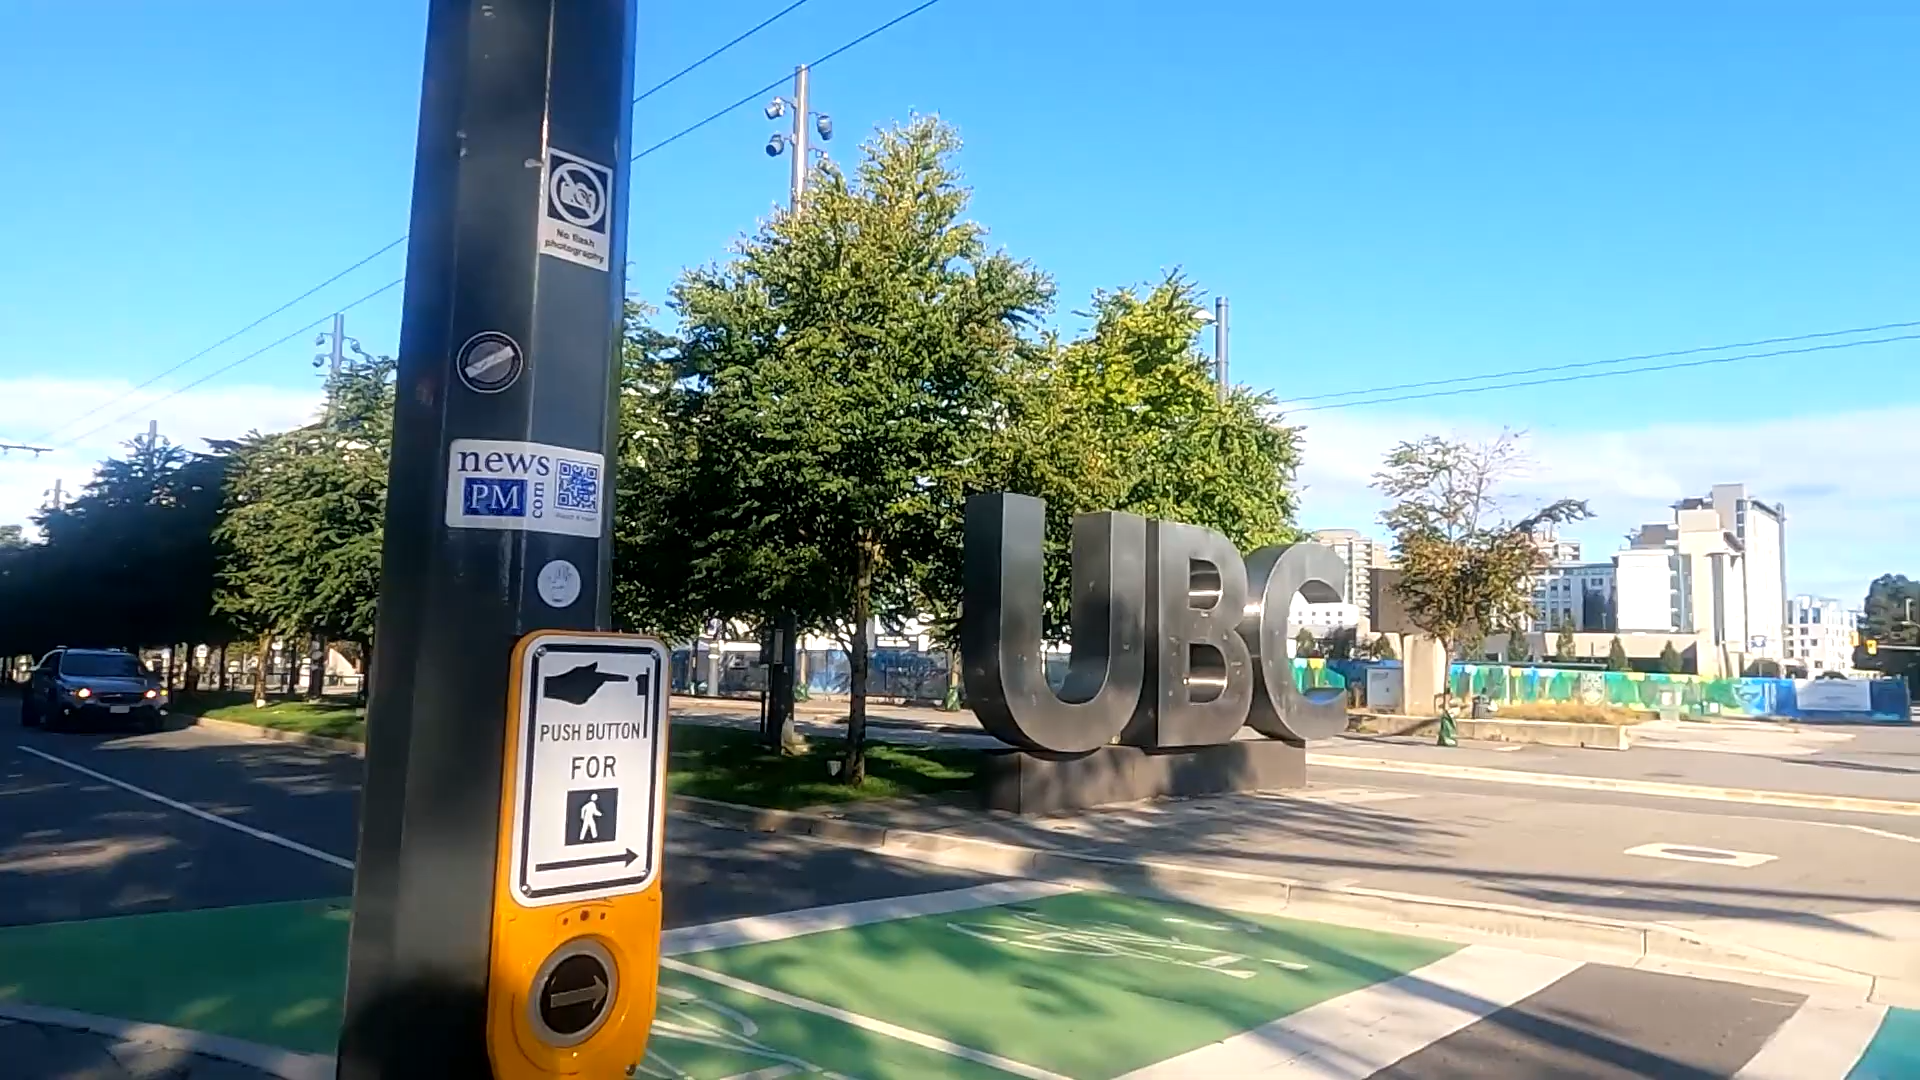 No flash
photography
news
PM
com
PUSH BUTTON
FOR
UBC